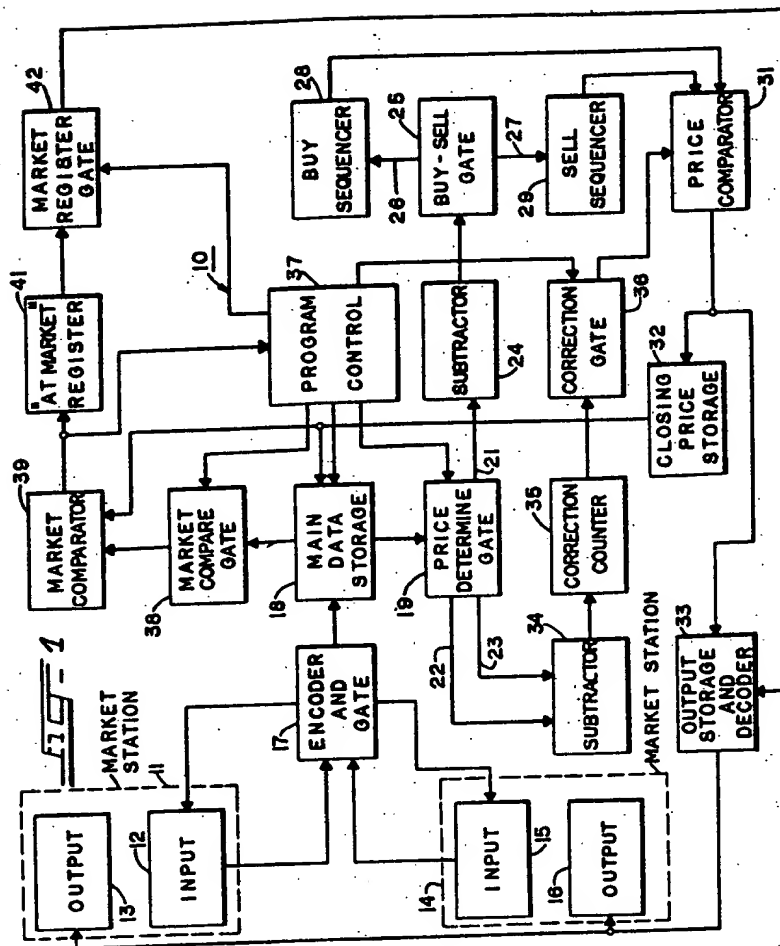 FIG-1
MARKET
STATION
11
OUTPUT
13
INPUT
12
14
INPUT
15
16
OUTPUT
MARKET STATION
17
ENCODER
AND
GATE
39
MARKET
COMPARATOR
38
MARKET
COMPARE
GATE
18
MAIN
DATA
STORAGE
19
PRICE
DETERMINE
GATE
21
22
23
34
SUBTRACTOR
33
OUTPUT
STORAGE
AND
DECODER
41
"AT MARKET"
REGISTER
10
37
PROGRAM
CONTROL
SUBTRACTOR
24
35
CORRECTION
COUNTER
CORRECTION
GATE
36
32
CLOSING
PRICE
STORAGE
42
MARKET
REGISTER
GATE
28
BUY
SEQUENCER
26
25
BUY-SELL
GATE
27
29
SELL
SEQUENCER
PRICE
COMPARATOR
31